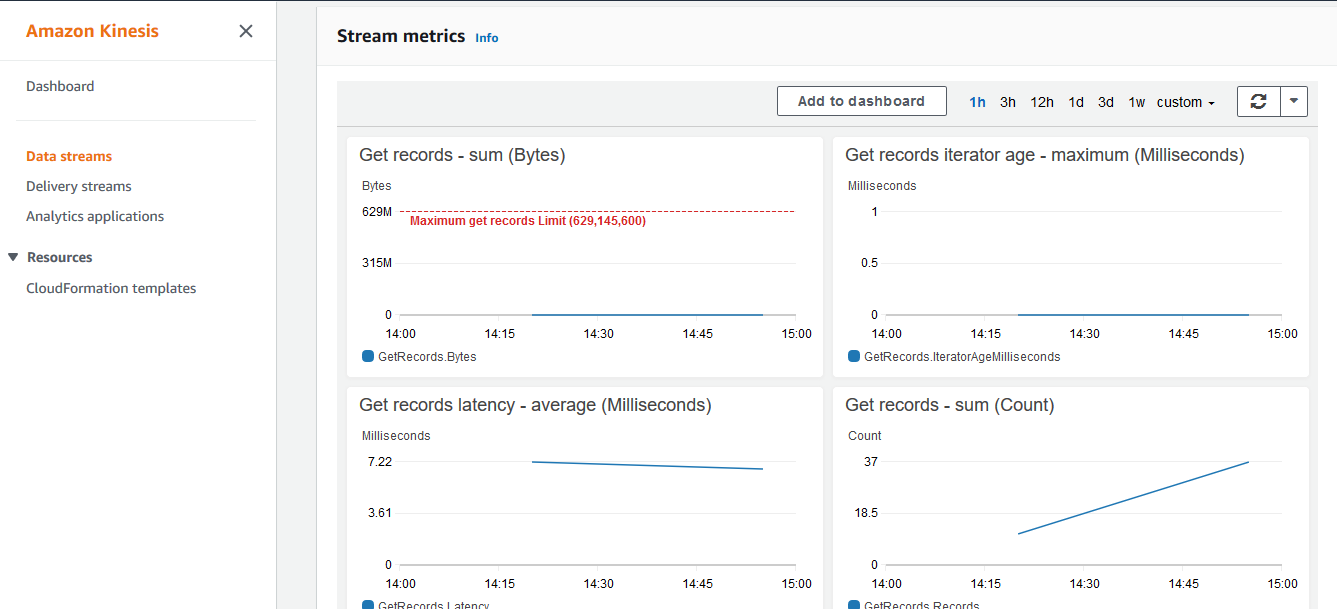 Amazon Kinesis
Dashboard
Data streams
Delivery streams
Analytics applications
Resources
CloudFormation templates
Stream metrics Info
Add to dashboard 1h 3h 12h 1d 3d 1w custom
Get records - sum (Bytes)
Bytes
629M
Maximum get records Limit (629,145,600)
315M
0
14:00 14:15 14:30 14:45 15:00
GetRecords.Bytes
Get records iterator age - maximum (Milliseconds)
Milliseconds
1
0.5
0
14:00 14:15 14:30 14:45 15:00
GetRecords.IteratorAgeMilliseconds
Get records latency - average (Milliseconds)
Milliseconds
7.22
3.61
0
14:00 14:15 14:30 14:45 15:00
GetRecords.Latency
Get records - sum (Count)
Count
37
18.5
0
14:00 14:15 14:30 14:45 15:00
GetRecords.Records